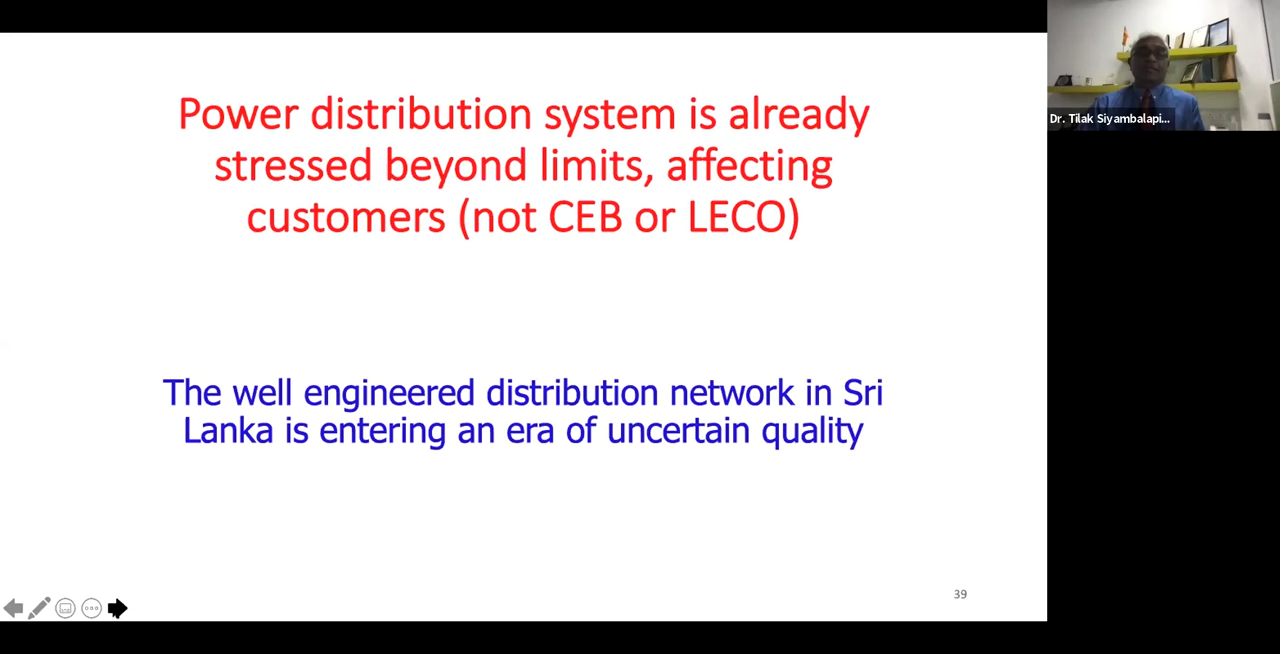 Power distribution system is already
stressed beyond limits, affecting
customers (not CEB or LECO)
The well engineered distribution network in Sri
Lanka is entering an era of uncertain quality
39
Dr. Tilak Siyambalapi...